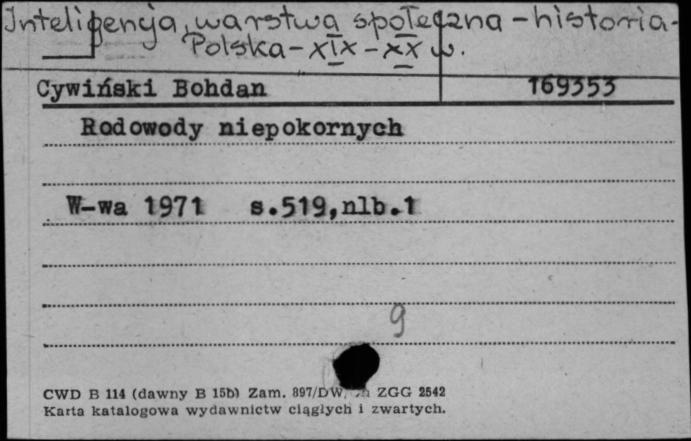 Inteligencja, warstwa społeczna - historia -
Polska - XIX - XX w.
Cywiński Bohdan 169353
Rodowody niepokornych
W-wa 1971 s.519,nlb.1
9
CWD B 114 (dawny B 15b) Zam. 897/DW ZGG 2542
Karta katalogowa wydawnictw ciągłych i zwartych.